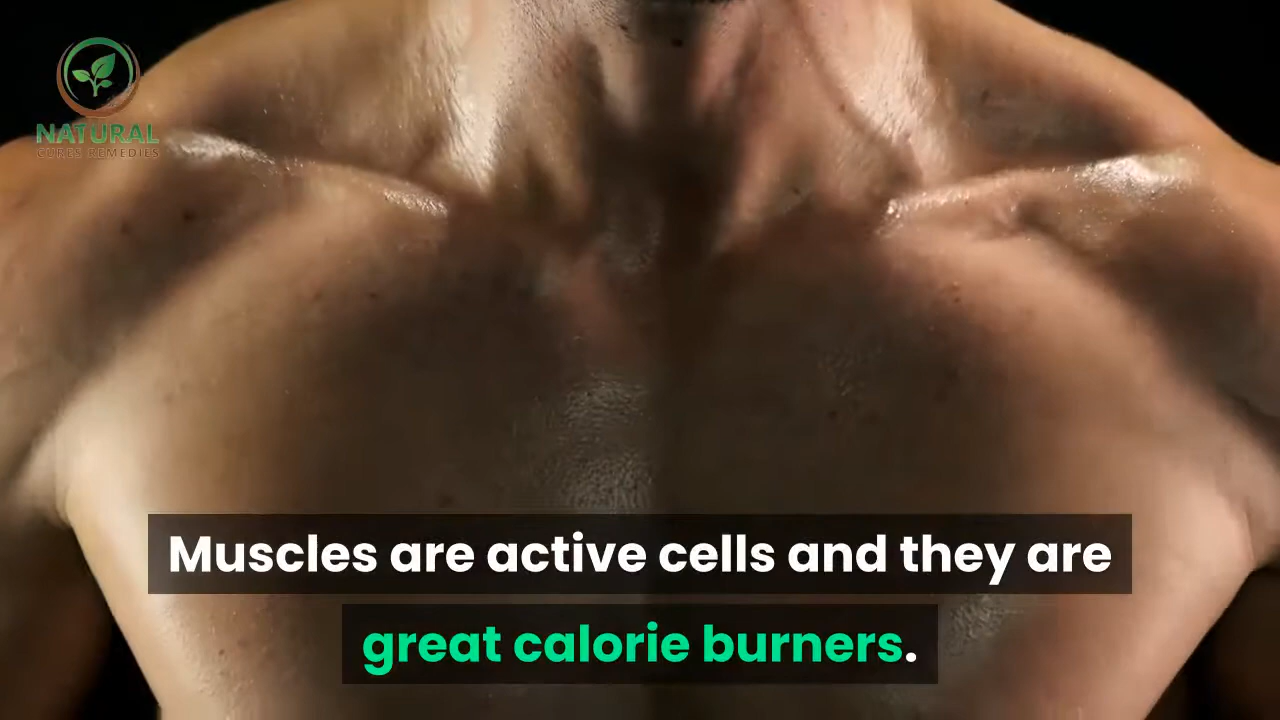 NATURAL
CURES REMEDIES
Muscles are active cells and they are
great calorie burners.